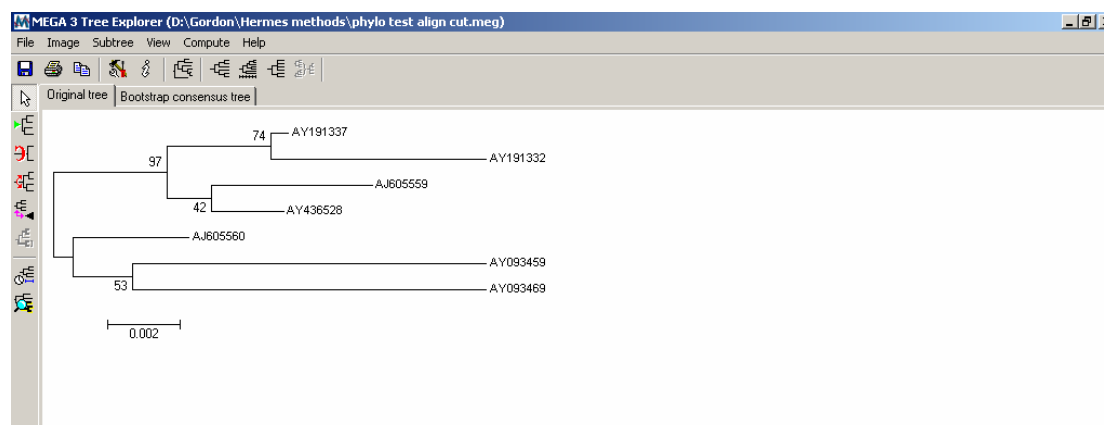 MEGA 3 Tree Explorer (D:\Gordon\Hermes methods\phylo test align cut.meg)
File Image Subtree View Compute Help
Original tree Bootstrap consensus tree
74 AY191337
AY191332
97
AJ605559
42 AY436528
AJ605560
AY093459
53 AY093469
0.002